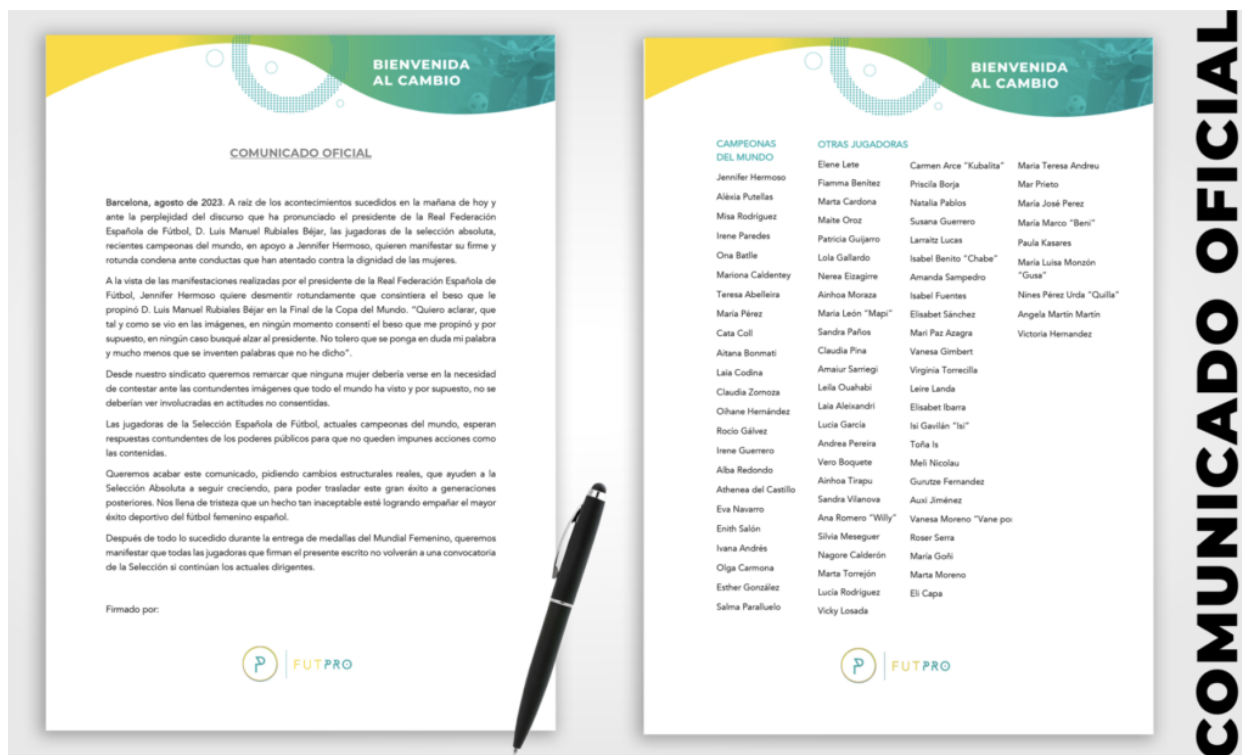 BIENVENIDA
AL CAMBIO
COMUNICADO OFICIAL
Barcelona, agosto de 2023. A raíz de los acontecimientos sucedidos en la mañana de hoy y
ante la perplejidad del discurso que ha pronunciado el presidente de la Real Federación
Española de Fútbol, D. Luis Manuel Rubiales Béjar, las jugadoras de la selección absoluta,
recientes campeonas del mundo, en apoyo a Jennifer Hermoso, quieren manifestar su firme y
rotunda condena ante conductas que han atentado contra la dignidad de las mujeres.
A la vista de las manifestaciones realizadas por el presidente de la Real Federación Española de
Fútbol, Jennifer Hermoso quiere desmentir rotundamente que consintiera el beso que le
propinó D. Luis Manuel Rubiales Béjar en la Final de la Copa del Mundo. "Quiero aclarar, que
tal y como se vio en las imágenes, en ningún momento consentí el beso que me propinó y por
supuesto, en ningún caso busqué alzar al presidente. No tolero que se ponga en duda mi palabra
y mucho menos que se inventen palabras que no he dicho".
Desde nuestro sindicato queremos remarcar que ninguna mujer debería verse en la necesidad
de contestar ante las contundentes imágenes que todo el mundo ha visto y por supuesto, no se
deberían ver involucradas en actitudes no consentidas.
Las jugadoras de la Selección Española de Fútbol, actuales campeonas del mundo, esperan
respuestas contundentes de los poderes públicos para que no queden impunes acciones como
las contenidas.
Queremos acabar este comunicado, pidiendo cambios estructurales reales, que ayuden a la
Selección Absoluta a seguir creciendo, para poder trasladar este gran éxito a generaciones
posteriores. Nos llena de tristeza que un hecho tan inaceptable esté logrando empañar el mayor
éxito deportivo del fútbol femenino español.
Después de todo lo sucedido durante la entrega de medallas del Mundial Femenino, queremos
manifestar que todas las jugadoras que firman el presente escrito no volverán a una convocatoria
de la Selección si continúan los actuales dirigentes.
Firmado por:
FUTPRO
BIENVENIDA
AL CAMBIO
CAMPEONAS
DEL MUNDO
Jennifer Hermoso
Alèxia Putellas
Misa Rodríguez
Irene Paredes
Ona Batlle
Mariona Caldentey
Teresa Abelleira
María Pérez
Cata Coll
Aitana Bonmati
Laia Codina
Claudia Zornoza
Oihane Hernández
Rocío Gálvez
Irene Guerrero
Alba Redondo
Athenea del Castillo
Eva Navarro
Enith Salón
Ivana Andrés
Olga Carmona
Esther González
Salma Paralluelo
OTRAS JUGADORAS
Elene Lete
Fiamma Benítez
Marta Cardona
Maite Oroz
Patricia Guijarro
Lola Gallardo
Nerea Eizagirre
Ainhoa Moraza
Maria León "Mapi"
Sandra Paños
Claudia Pina
Amaiur Sarriegi
Leila Ouahabi
Laia Aleixandri
Lucia García
Andrea Pereira
Vero Boquete
Ainhoa Tirapu
Sandra Vilanova
Ana Romero "Willy"
Silvia Meseguer
Nagore Calderón
Marta Torrejón
Lucía Rodríguez
Vicky Losada
Carmen Arce "Kubalita"
Priscila Borja
Natalia Pablos
Susana Guerrero
Larraitz Lucas
Isabel Benito "Chabe"
Amanda Sampedro
Isabel Fuentes
Elisabet Sánchez
Mari Paz Azagra
Vanesa Gimbert
Virginia Torrecilla
Leire Landa
Elisabet Ibarra
Isi Gavilán "Isi"
Toña Is
Meli Nicolau
Gurutze Fernandez
Auxi Jiménez
Vanesa Moreno "Vane por
Roser Serra
María Goñi
Marta Moreno
Eli Capa
Maria Teresa Andreu
Mar Prieto
María José Perez
María Marco "Beni"
Paula Kasares
María Luisa Monzón
"Gusa"
Nines Pérez Urda "Quilla"
Angela Martín Martín
Victoria Hernandez
FUTPRO
COMUNICADO OFICIAL